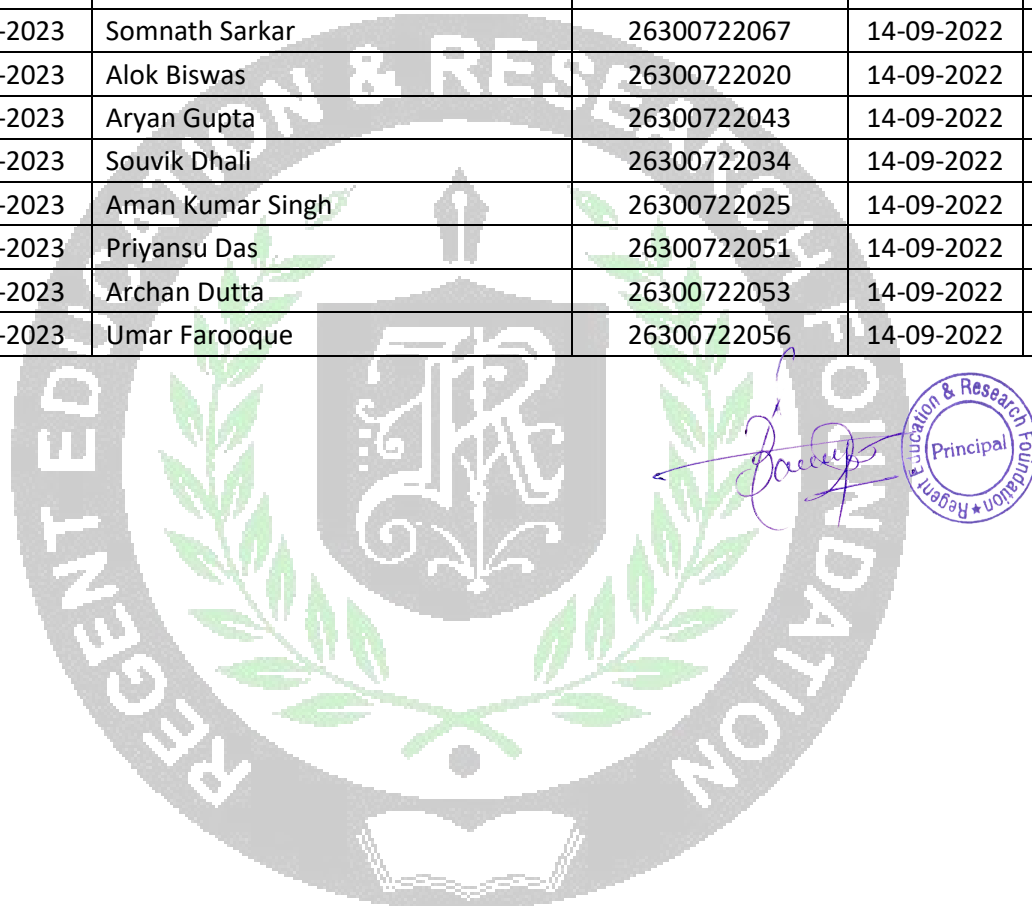 -2023 Somnath Sarkar 26300722067 14-09-2022
-2023 Alok Biswas 26300722020 14-09-2022
-2023 Aryan Gupta 26300722043 14-09-2022
-2023 Souvik Dhali 26300722034 14-09-2022
-2023 Aman Kumar Singh 26300722025 14-09-2022
-2023 Priyansu Das 26300722051 14-09-2022
-2023 Archan Dutta 26300722053 14-09-2022
-2023 Umar Farooque 26300722056 14-09-2022
Regent Education & Research Foundation
Principal
REGENT EDUCATION & RESEARCH FOUNDATION
R